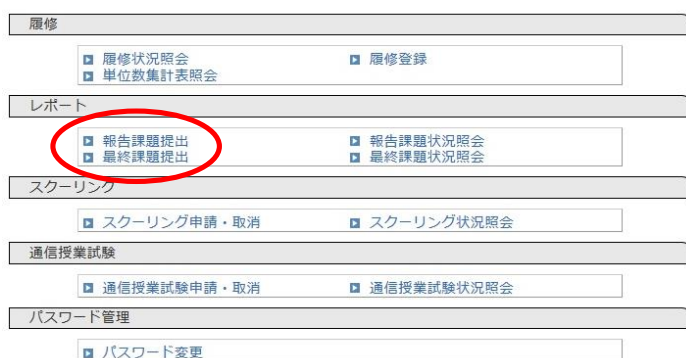 履修
履修状況照会 履修登録
単位数集計表照会
レポート
報告課題提出 報告課題状況照会
最終課題提出 最終課題状況照会
スクーリング
スクーリング申請・取消 スクーリング状況照会
通信授業試験
通信授業試験申請・取消 通信授業試験状況照会
パスワード管理
パスワード変更